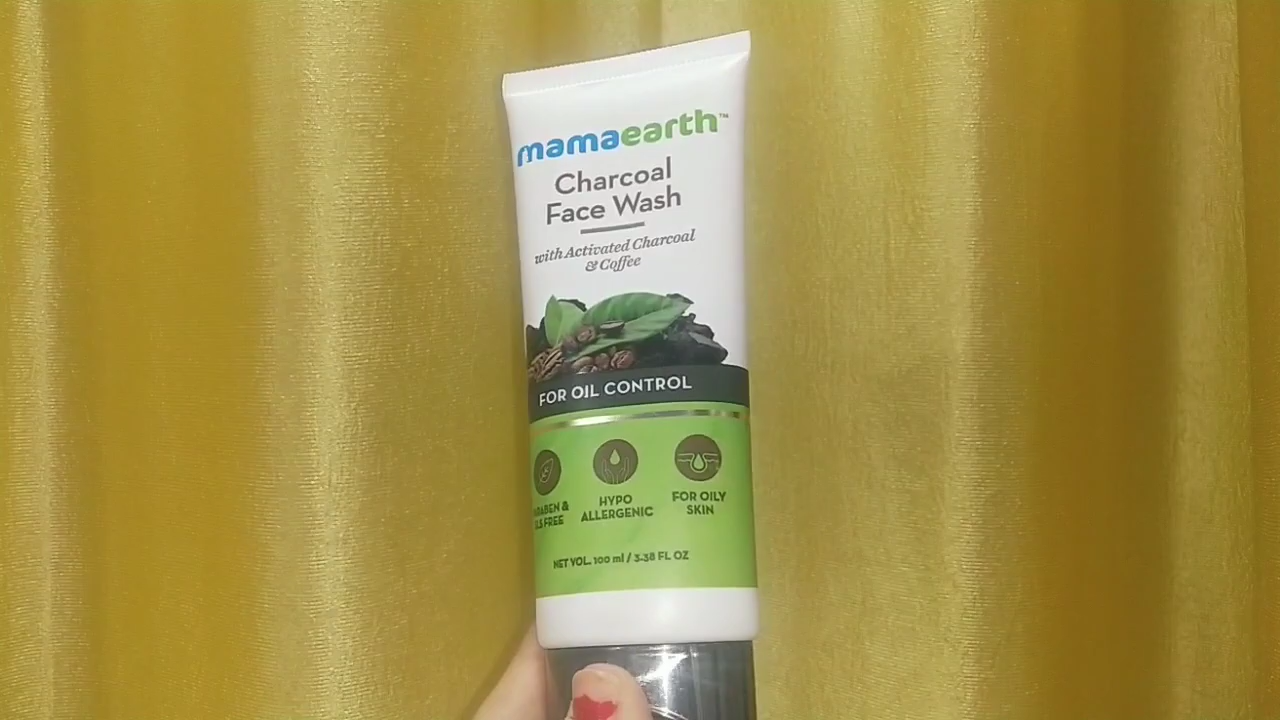 mamaearth™
Charcoal
Face Wash
with Activated Charcoal
& Coffee
FOR OIL CONTROL
&
FREE
HYPO
ALLERGENIC
FOR OILY
SKIN
NET VOL. 100 ml / 3.38 FL OZ